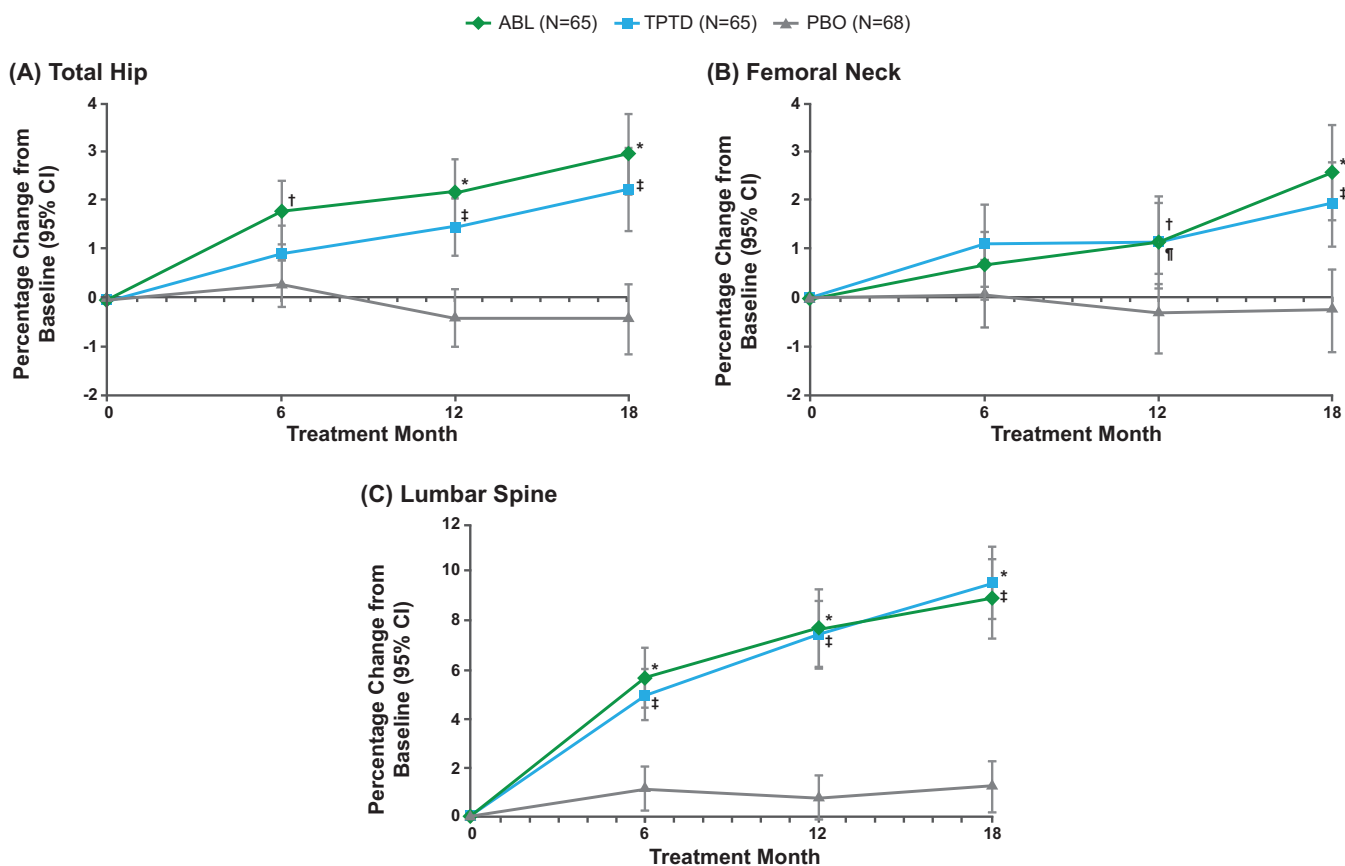 ABL (N=65) TPTD (N=65) PBO (N=68)
(A) Total Hip
Percentage Change from
Baseline (95% CI)
4
3
2
1
0
-1
-2
†
*
‡
*
‡
0 6 12 18
Treatment Month
(B) Femoral Neck
Percentage Change from
Baseline (95% CI)
4
3
2
1
0
-1
-2
†
¶
*
‡
0 6 12 18
Treatment Month
(C) Lumbar Spine
Percentage Change from
Baseline (95% CI)
12
10
8
6
4
2
0
*
‡
*
‡
*
‡
0 6 12 18
Treatment Month